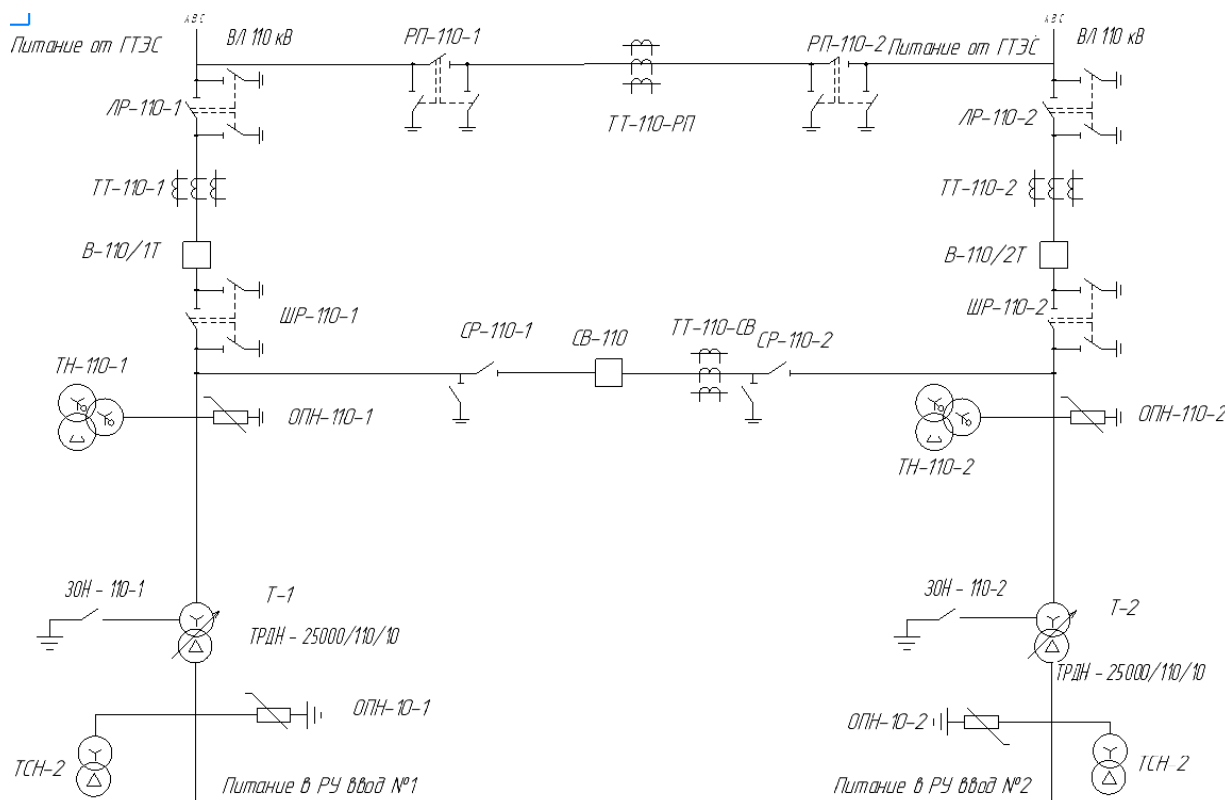 А В С
А В С
Питание от ГТЭС
ВЛ 110 кВ
РП-110-1
РП-110-2
Питание от ГТЭС
ВЛ 110 кВ
ЛР-110-1
ТТ-110-РП
ЛР-110-2
ТТ-110-1
ТТ-110-2
В-110/1Т
В-110/2Т
ШР-110-1
ШР-110-2
СР-110-1
СВ-110
ТТ-110-СВ
СР-110-2
ТН-110-1
ОПН-110-1
ОПН-110-2
ТН-110-2
ЗОН - 110-1
Т-1
ЗОН - 110-2
Т-2
ТРДН - 25000/110/10
ТРДН - 25000/110/10
ОПН-10-1
ОПН-10-2
ТСН-2
ТСН-2
Питание в РУ ввод №1
Питание в РУ ввод №2